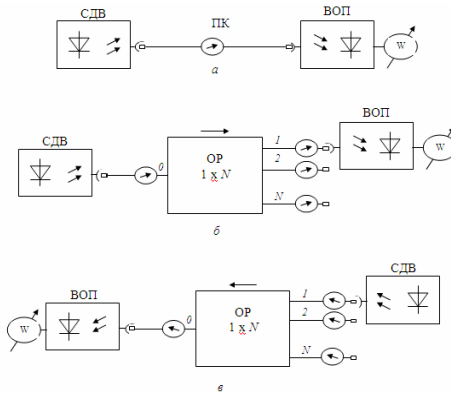 СДВ ПК ВОП
W
а
СДВ ОР 1 х N ВОП
0 1 2 N
W
б
ВОП ОР 1 х N СДВ
W
0 1 2 N
в